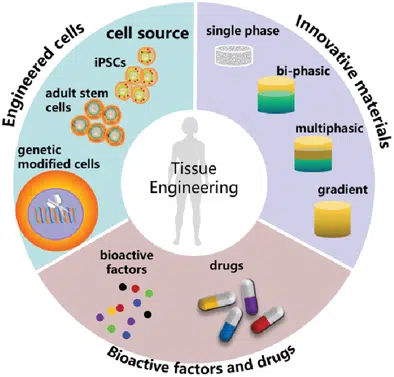 Engineered cells
cell source
iPSCs
adult stem
cells
genetic
modified cells
Innovative materials
single phase
bi-phasic
multiphasic
gradient
Tissue
Engineering
bioactive
factors
drugs
Bioactive factors and drugs